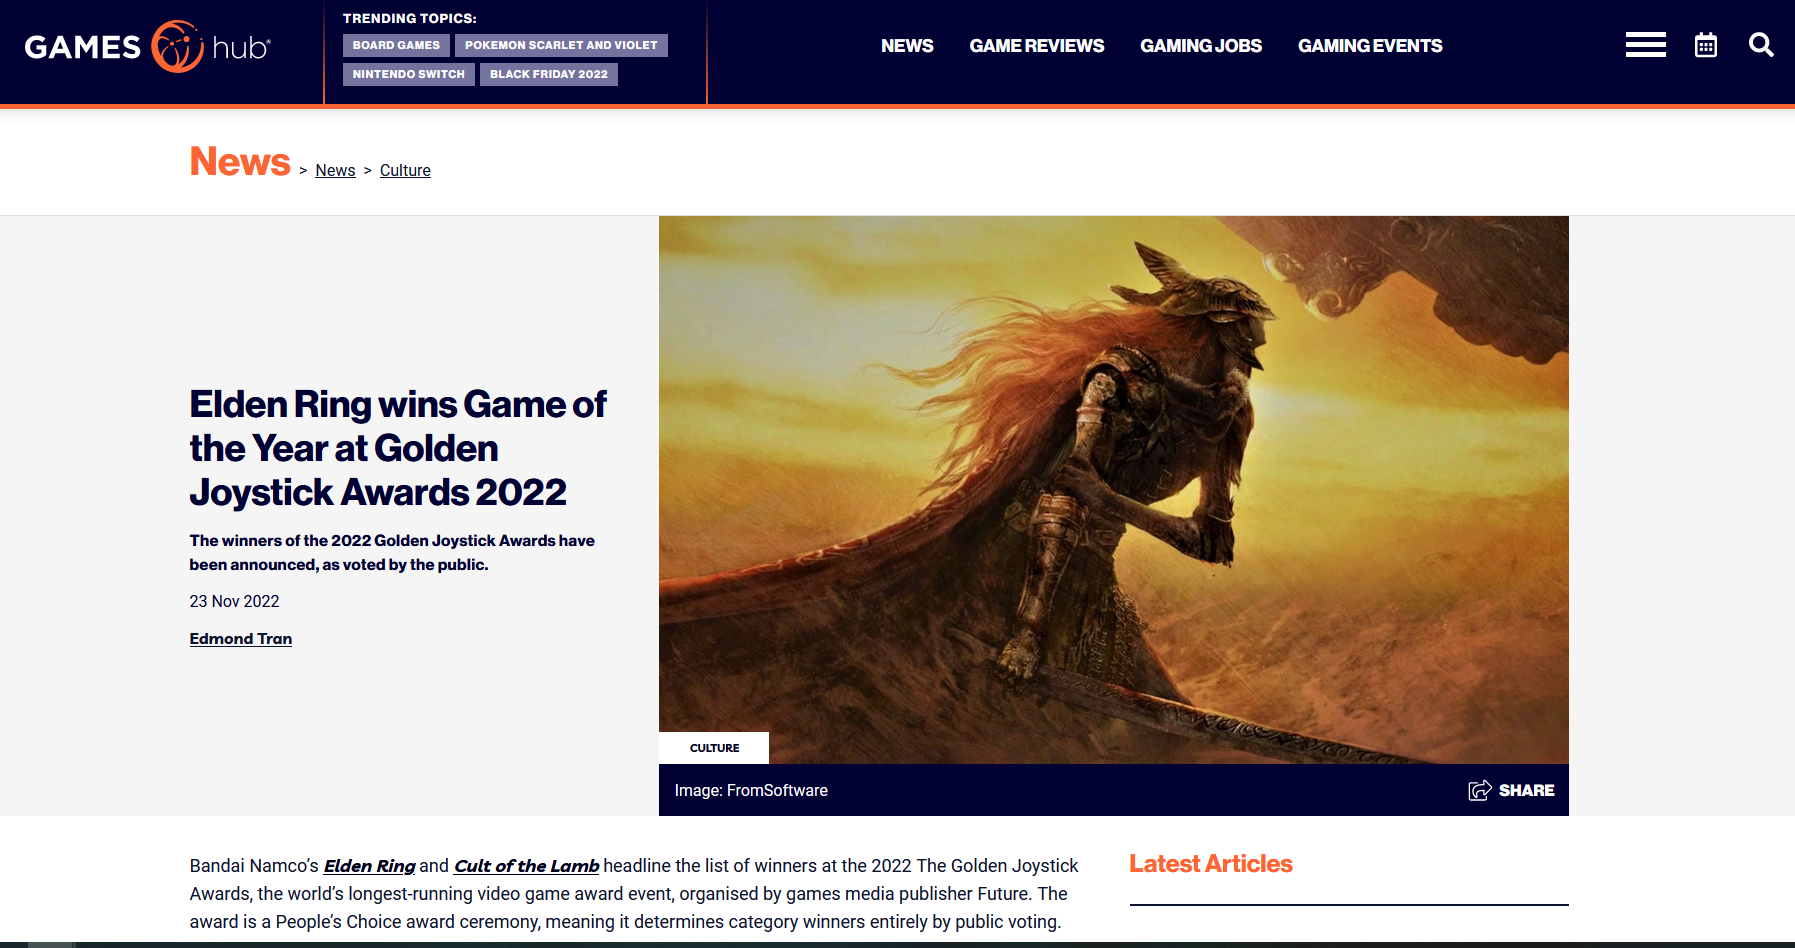 GAMES hub®
TRENDING TOPICS:
BOARD GAMES
POKEMON SCARLET AND VIOLET
NINTENDO SWITCH
BLACK FRIDAY 2022
NEWS
GAME REVIEWS
GAMING JOBS
GAMING EVENTS
News > News > Culture
Elden Ring wins Game of
the Year at Golden
Joystick Awards 2022
The winners of the 2022 Golden Joystick Awards have
been announced, as voted by the public.
23 Nov 2022
Edmond Tran
CULTURE
Image: FromSoftware
SHARE
Bandai Namco’s Elden Ring and Cult of the Lamb headline the list of winners at the 2022 The Golden Joystick
Awards, the world’s longest-running video game award event, organised by games media publisher Future. The
award is a People’s Choice award ceremony, meaning it determines category winners entirely by public voting.
Latest Articles